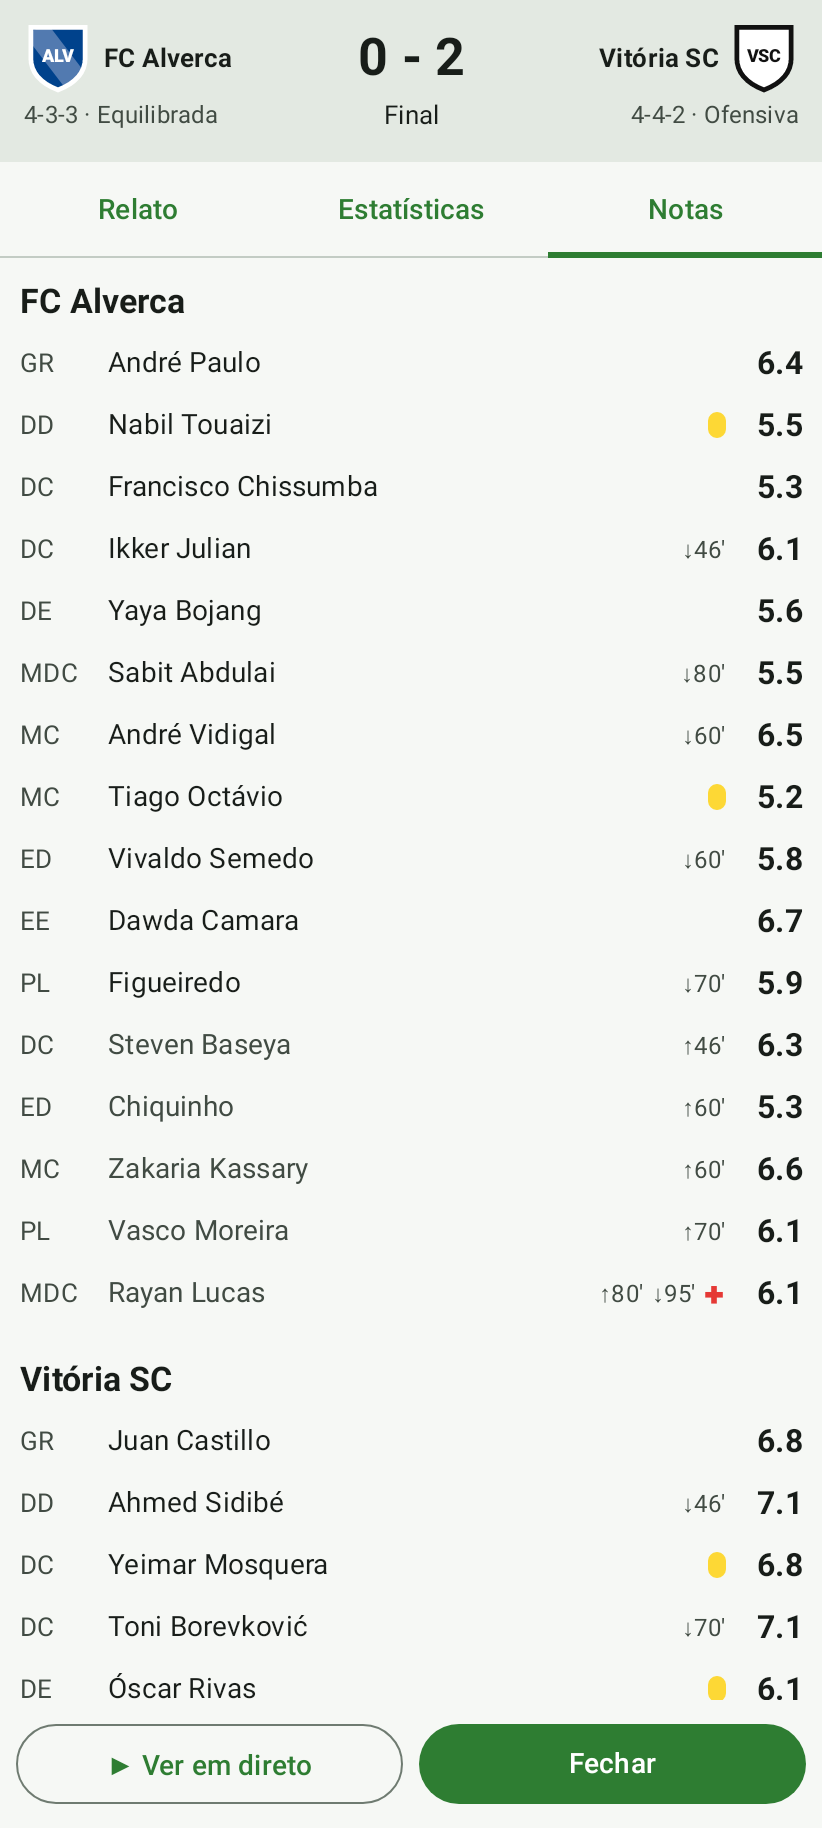 ALV FC Alverca 0 - 2 Vitória SC VSC
4-3-3 · Equilibrada Final 4-4-2 · Ofensiva
Relato Estatísticas Notas
FC Alverca
GR André Paulo 6.4
DD Nabil Touaizi 5.5
DC Francisco Chissumba 5.3
DC Ikker Julian ↓46' 6.1
DE Yaya Bojang 5.6
MDC Sabit Abdulai ↓80' 5.5
MC André Vidigal ↓60' 6.5
MC Tiago Octávio 5.2
ED Vivaldo Semedo ↓60' 5.8
EE Dawda Camara 6.7
PL Figueiredo ↓70' 5.9
DC Steven Baseya ↑46' 6.3
ED Chiquinho ↑60' 5.3
MC Zakaria Kassary ↑60' 6.6
PL Vasco Moreira ↑70' 6.1
MDC Rayan Lucas ↑80' ↓95' 6.1
Vitória SC
GR Juan Castillo 6.8
DD Ahmed Sidibé ↓46' 7.1
DC Yeimar Mosquera 6.8
DC Toni Borevković ↓70' 7.1
DE Óscar Rivas 6.1
► Ver em direto Fechar